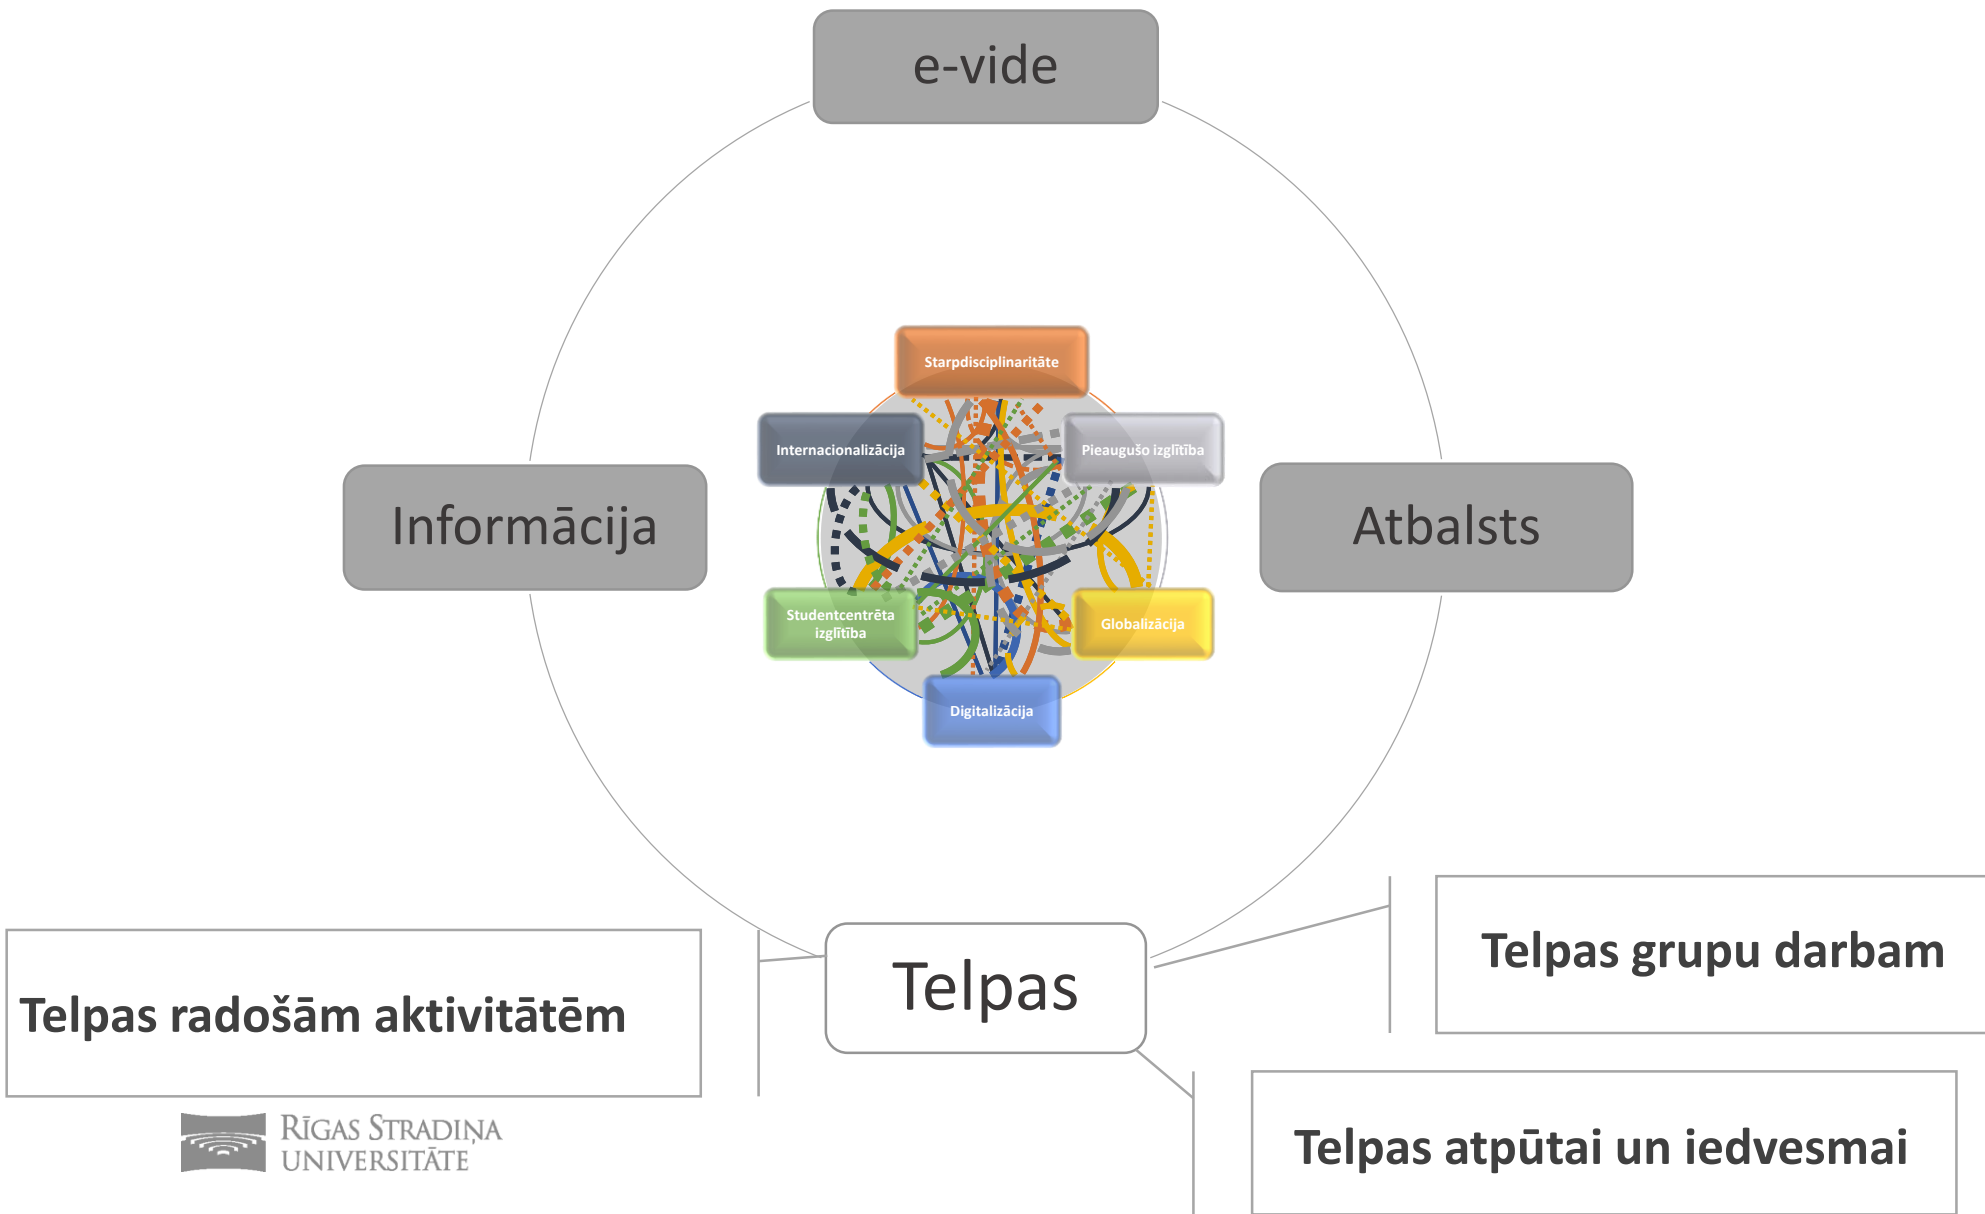 e-vide
Starpdisciplinaritāte
Internacionalizācija
Pieaugušo izglītība
Informācija
Atbalsts
Studentcentrēta
izglītība
Globalizācija
Digitalizācija
Telpas
Telpas grupu darbam
Telpas radošām aktivitātēm
Telpas atpūtai un iedvesmai
RĪGAS STRADIŅA
UNIVERSITĀTE